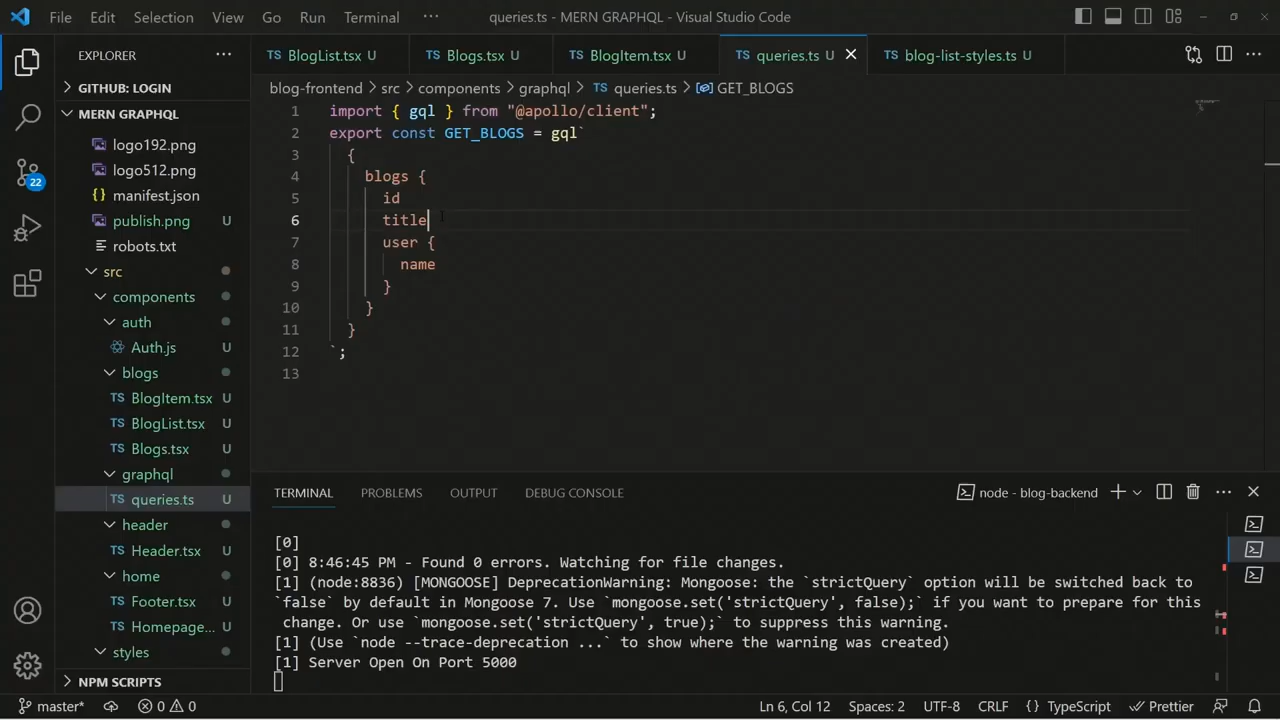 File Edit Selection View Go Run Terminal ··· queries.ts - MERN GRAPHQL - Visual Studio Code
EXPLORER ···
BlogList.tsx U TS Blogs.tsx U TS BlogItem.tsx U TS queries.ts U TS blog-list-styles.ts U ···
GITHUB: LOGIN
MERN GRAPHQL
logo192.png
logo512.png
{} manifest.json
publish.png U
robots.txt
src
components
auth
Auth.js U
blogs
TS BlogItem.tsx U
TS BlogList.tsx U
TS Blogs.tsx U
graphql
TS queries.ts U
header
TS Header.tsx U
home
TS Footer.tsx U
TS Homepage... U
styles
NPM SCRIPTS
22
blog-frontend > src > components > graphql > TS queries.ts > GET_BLOGS
1 import { gql } from "@apollo/client";
2 export const GET_BLOGS = gql`
3 {
4 blogs {
5 id
6 title
7 user {
8 name
9 }
10 }
11 }
12 `;
13
TERMINAL PROBLEMS OUTPUT DEBUG CONSOLE node - blog-backend ···
[0]
[0] 8:46:45 PM - Found 0 errors. Watching for file changes.
[1] (node:8836) [MONGOOSE] DeprecationWarning: Mongoose: the `strictQuery` option will be switched back to
`false` by default in Mongoose 7. Use `mongoose.set('strictQuery', false);` if you want to prepare for this
change. Or use `mongoose.set('strictQuery', true);` to suppress this warning.
[1] (Use `node --trace-deprecation ...` to show where the warning was created)
[1] Server Open On Port 5000
master* 0 0 Ln 6, Col 12 Spaces: 2 UTF-8 CRLF {} TypeScript Prettier